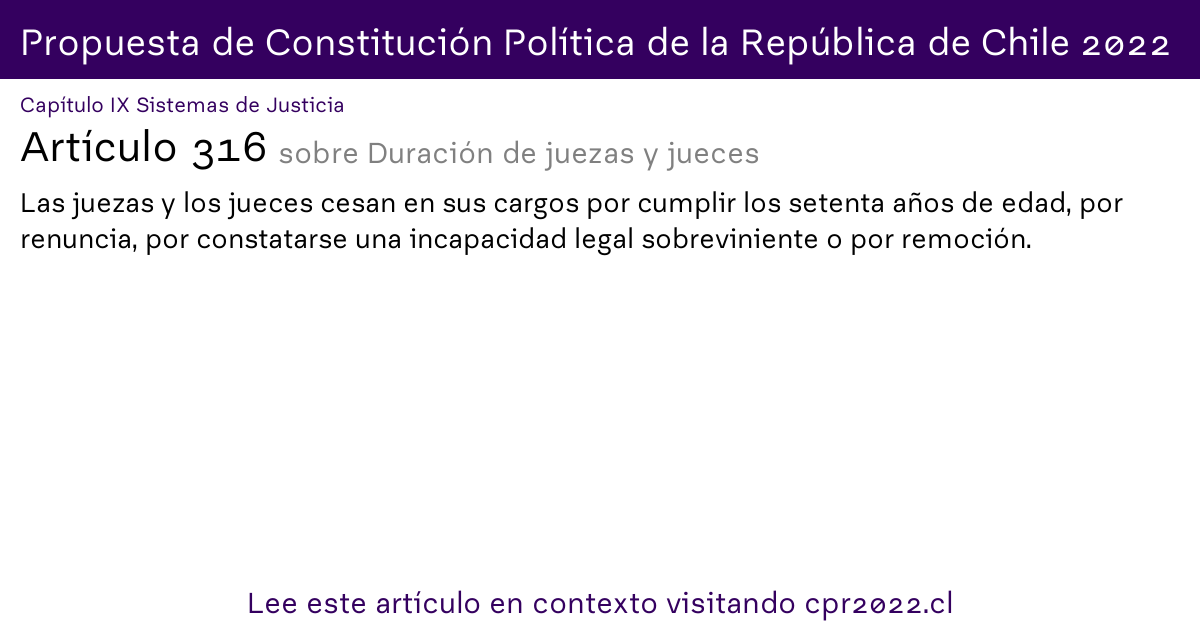 Propuesta de Constitución Política de la República de Chile 2022
Capítulo IX Sistemas de Justicia
Artículo 316 sobre Duración de juezas y jueces
Las juezas y los jueces cesan en sus cargos por cumplir los setenta años de edad, por
renuncia, por constatarse una incapacidad legal sobreviniente o por remoción.
Lee este artículo en contexto visitando cpr2022.cl